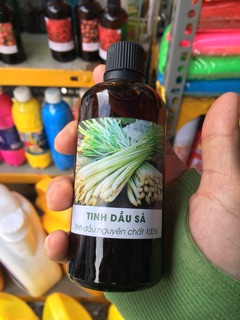 TINH DẦU SẢ
Tinh dầu nguyên chất 100%